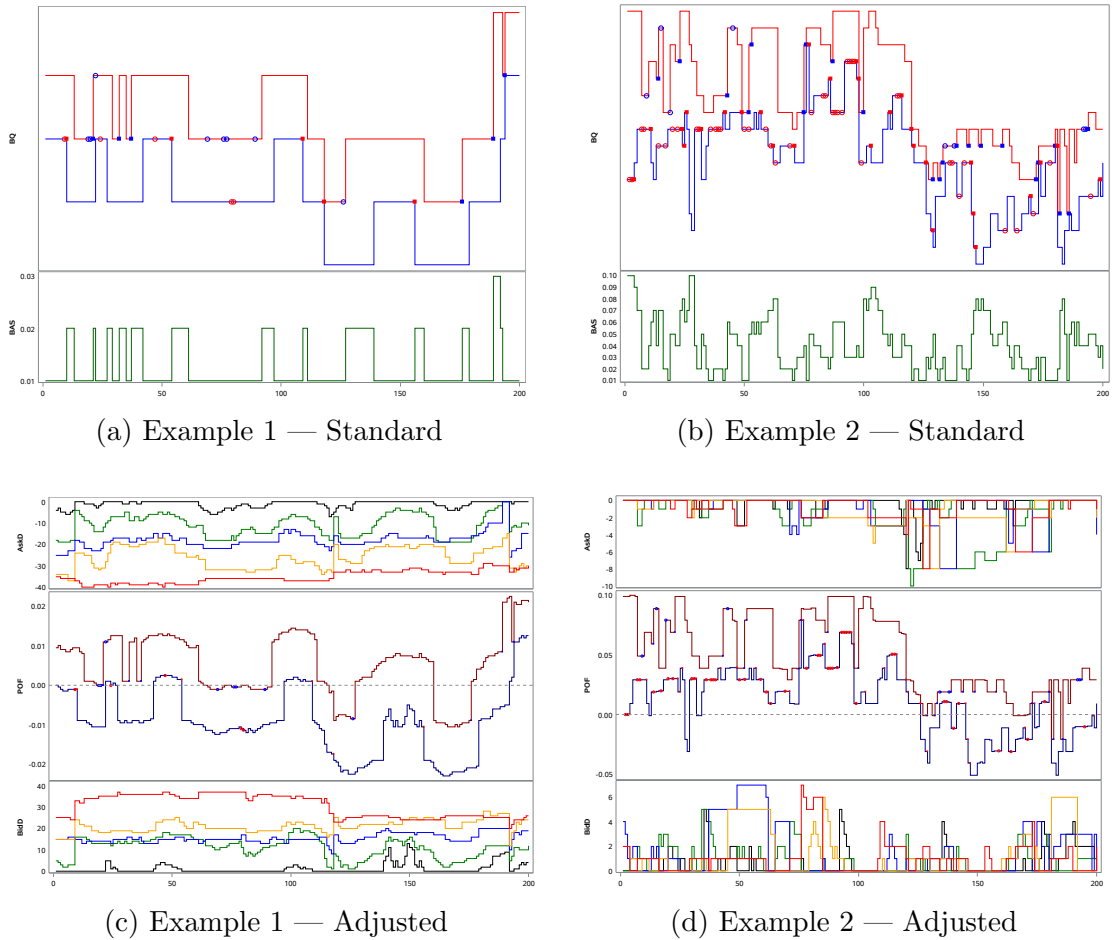 BQ
BAS
0.03
0.02
0.01
0 50 100 150 200
(a) Example 1 — Standard
BQ
BAS
0.10
0.09
0.08
0.07
0.06
0.05
0.04
0.03
0.02
0.01
0 50 100 150 200
(b) Example 2 — Standard
AskD
0
-10
-20
-30
-40
POF
0.02
0.01
0.00
-0.01
-0.02
BidD
40
30
20
10
0
0 50 100 150 200
(c) Example 1 — Adjusted
AskD
0
-2
-4
-6
-8
-10
POF
0.10
0.05
0.00
-0.05
BidD
6
4
2
0
0 50 100 150 200
(d) Example 2 — Adjusted